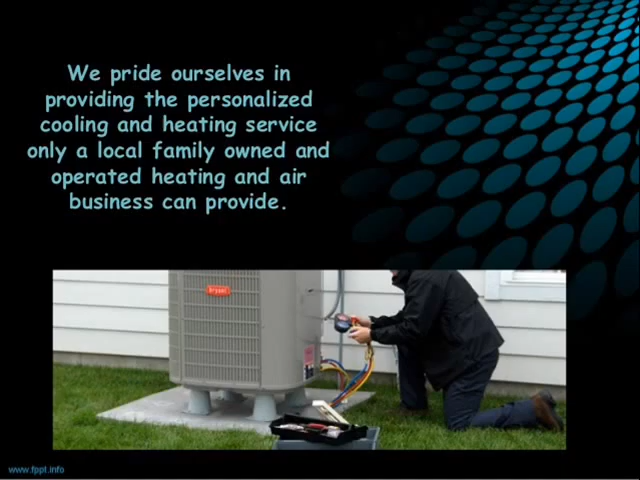 We pride ourselves in
providing the personalized
cooling and heating service
only a local family owned and
operated heating and air
business can provide.
bryant
www.fppt.info